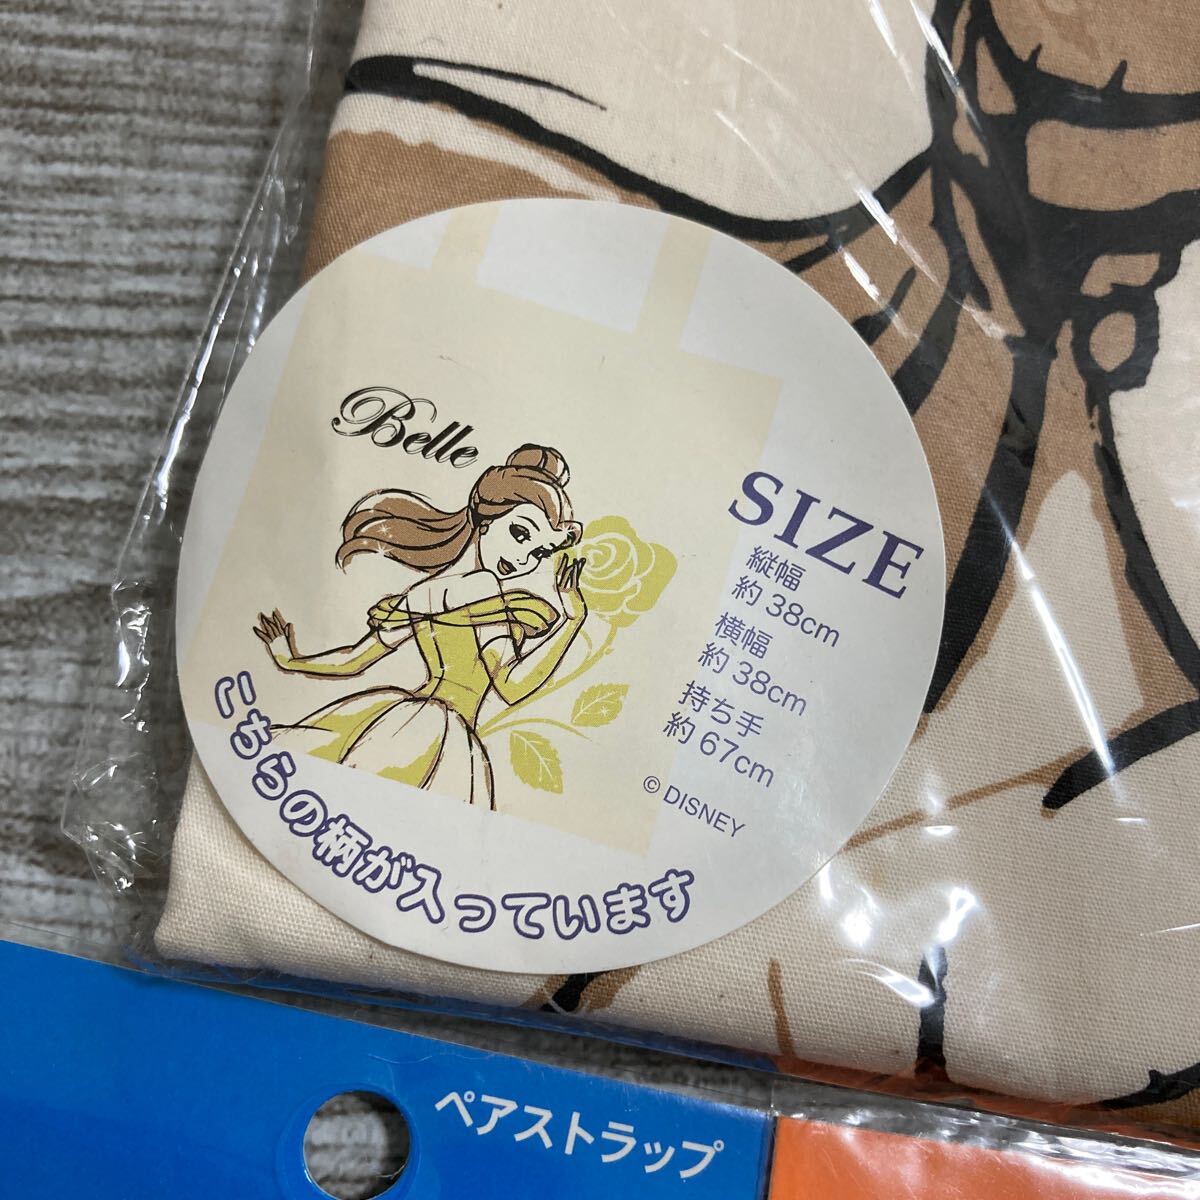 Belle
SIZE
縦幅
約 38cm
横幅
約 38cm
持ち手
約 67cm
© DISNEY
こちらの柄が入っています
ペアストラップ